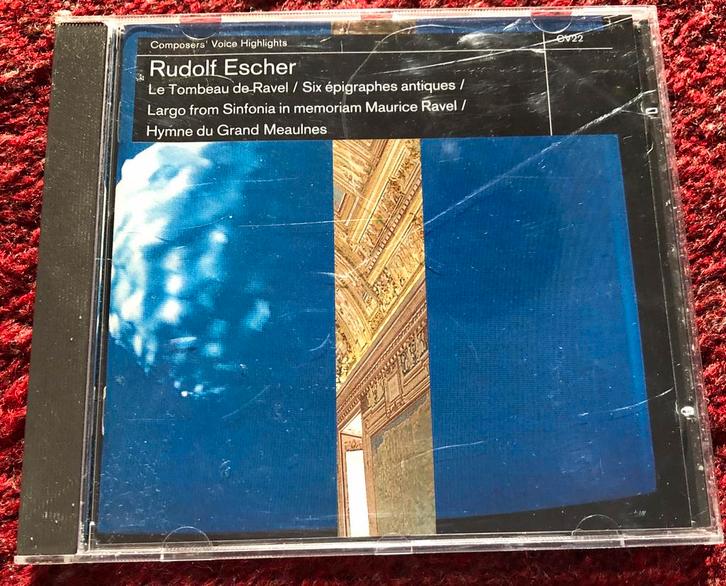 Composers' Voice Highlights
CV22
Rudolf Escher
Le Tombeau de Ravel / Six épigraphes antiques /
Largo from Sinfonia in memoriam Maurice Ravel /
Hymne du Grand Meaulnes